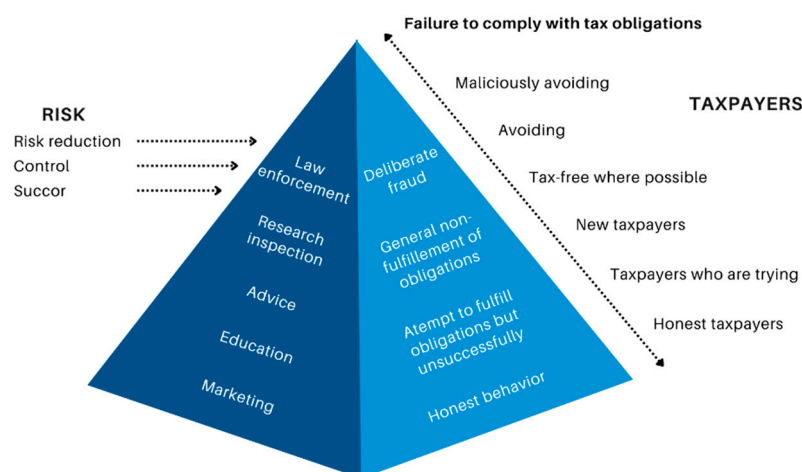 Failure to comply with tax obligations
RISK
Risk reduction
Control
Succor
Law
enforcement
Research
inspection
Advice
Education
Marketing
Deliberate
fraud
General non-
fulfillment of
obligations
Atempt to fulfill
obligations but
unsuccessfully
Honest behavior
TAXPAYERS
Maliciously avoiding
Avoiding
Tax-free where possible
New taxpayers
Taxpayers who are trying
Honest taxpayers